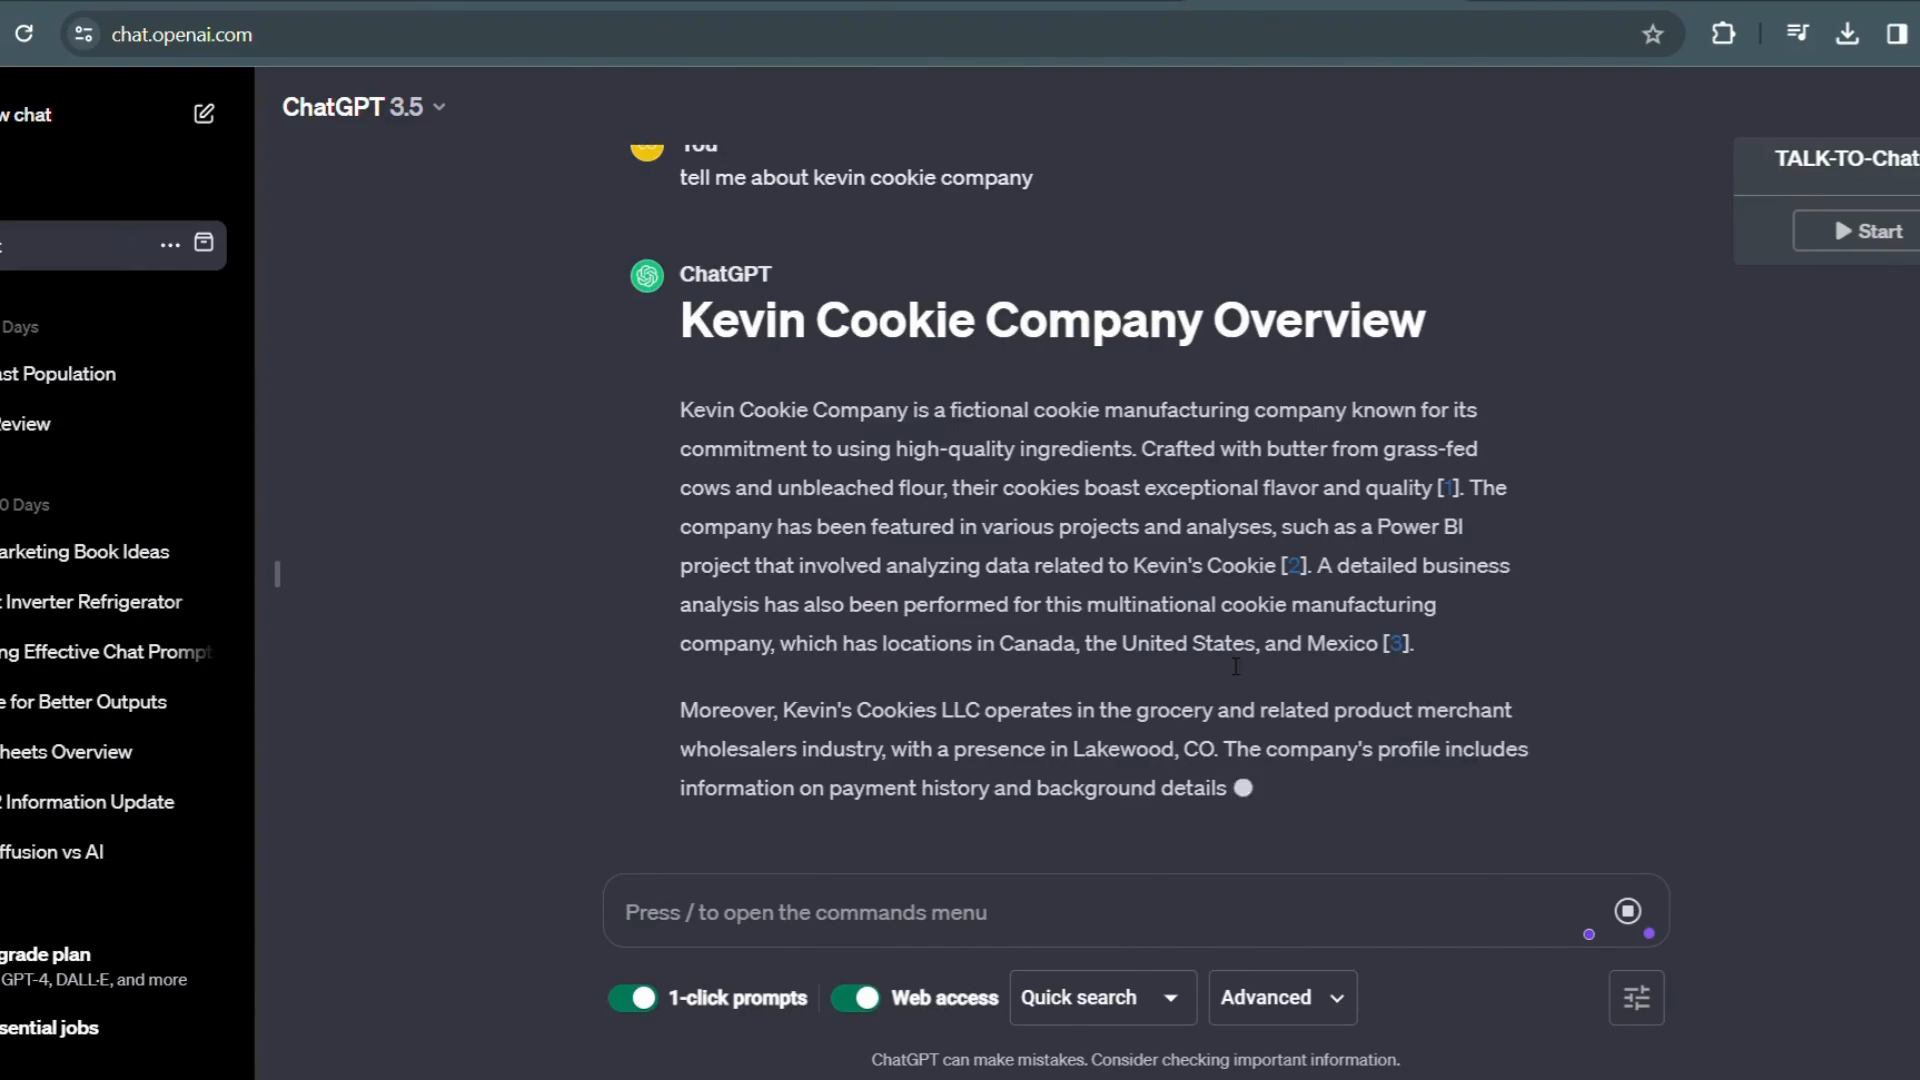 chat.openai.com
w chat
ChatGPT 3.5
You
tell me about kevin cookie company
TALK-TO-Chat
Start
ChatGPT
Kevin Cookie Company Overview
Kevin Cookie Company is a fictional cookie manufacturing company known for its
commitment to using high-quality ingredients. Crafted with butter from grass-fed
cows and unbleached flour, their cookies boast exceptional flavor and quality [1]. The
company has been featured in various projects and analyses, such as a Power BI
project that involved analyzing data related to Kevin's Cookie [2]. A detailed business
analysis has also been performed for this multinational cookie manufacturing
company, which has locations in Canada, the United States, and Mexico [3].
Moreover, Kevin's Cookies LLC operates in the grocery and related product merchant
wholesalers industry, with a presence in Lakewood, CO. The company's profile includes
information on payment history and background details
Days
ast Population
eview
0 Days
arketing Book Ideas
t Inverter Refrigerator
ng Effective Chat Prompt
e for Better Outputs
heets Overview
2 Information Update
ffusion vs AI
grade plan
GPT-4, DALL·E, and more
sential jobs
Press / to open the commands menu
1-click prompts
Web access
Quick search
Advanced
ChatGPT can make mistakes. Consider checking important information.